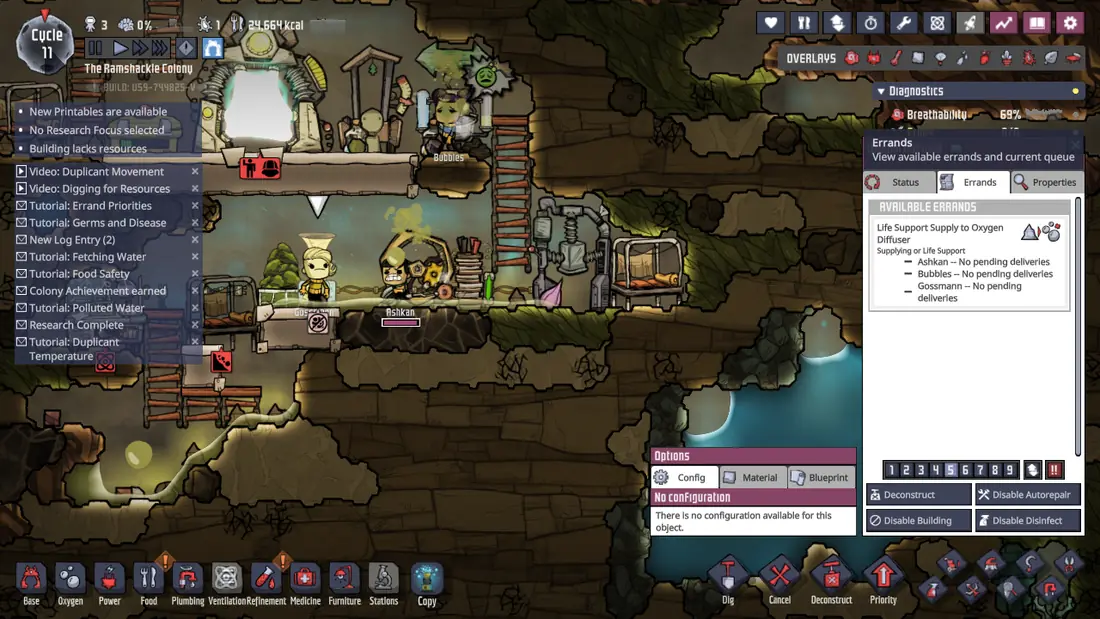 Cycle
11
3
0%
1
24,664 kcal
The Ramshackle Colony
BUILD: U59-744825-V
New Printables are available
No Research Focus selected
Building lacks resources
Video: Duplicant Movement
Video: Digging for Resources
Tutorial: Errand Priorities
Tutorial: Germs and Disease
New Log Entry (2)
Tutorial: Fetching Water
Tutorial: Food Safety
Colony Achievement earned
Tutorial: Polluted Water
Research Complete
Tutorial: Duplicant
Temperature
Bubbles
Ashkan
OVERLAYS
Diagnostics
Breathability 69%
Errands
View available errands and current queue
Status Errands Properties
AVAILABLE ERRANDS
Life Support Supply to Oxygen
Diffuser
Supplying or Life Support
Ashkan -- No pending deliveries
Bubbles -- No pending deliveries
Gossmann -- No pending
deliveries
1 2 3 4 5 6 7 8 9 !!
Deconstruct Disable Autorepair
Disable Building Disable Disinfect
Options
Config Material Blueprint
No configuration
There is no configuration available for this
object.
Base Oxygen Power Food Plumbing Ventilation Refinement Medicine Furniture Stations Copy
Dig Cancel Deconstruct Priority